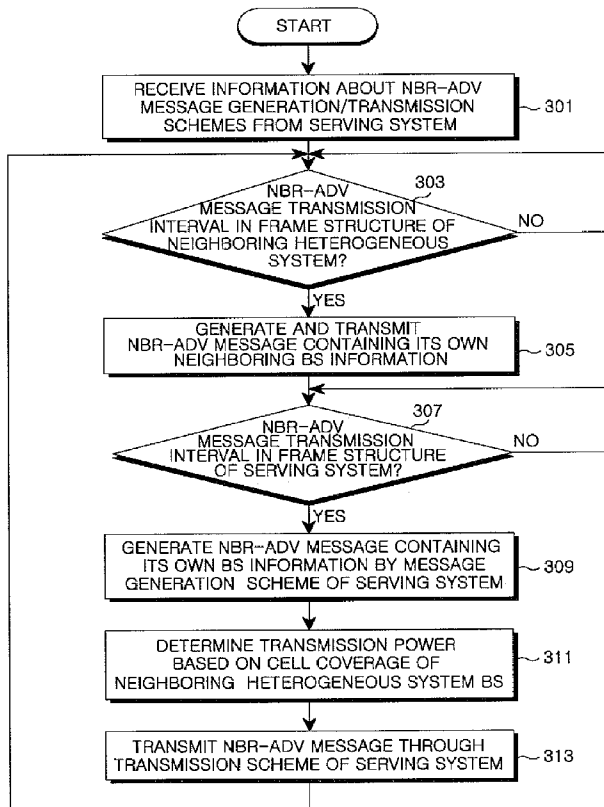 START
RECEIVE INFORMATION ABOUT NBR-ADV
MESSAGE GENERATION/TRANSMISSION
SCHEMES FROM SERVING SYSTEM
301
303
NBR-ADV
MESSAGE TRANSMISSION
INTERVAL IN FRAME STRUCTURE OF
NEIGHBORING HETEROGENEOUS
SYSTEM?
NO
YES
GENERATE AND TRANSMIT
NBR-ADV MESSAGE CONTAINING ITS OWN
NEIGHBORING BS INFORMATION
305
307
NBR-ADV
MESSAGE TRANSMISSION
INTERVAL IN FRAME STRUCTURE
OF SERVING SYSTEM?
NO
YES
GENERATE NBR-ADV MESSAGE CONTAINING
ITS OWN BS INFORMATION BY MESSAGE
GENERATION SCHEME OF SERVING SYSTEM
309
DETERMINE TRANSMISSION POWER
BASED ON CELL COVERAGE OF
NEIGHBORING HETEROGENEOUS SYSTEM BS
311
TRANSMIT NBR-ADV MESSAGE THROUGH
TRANSMISSION SCHEME OF SERVING SYSTEM
313